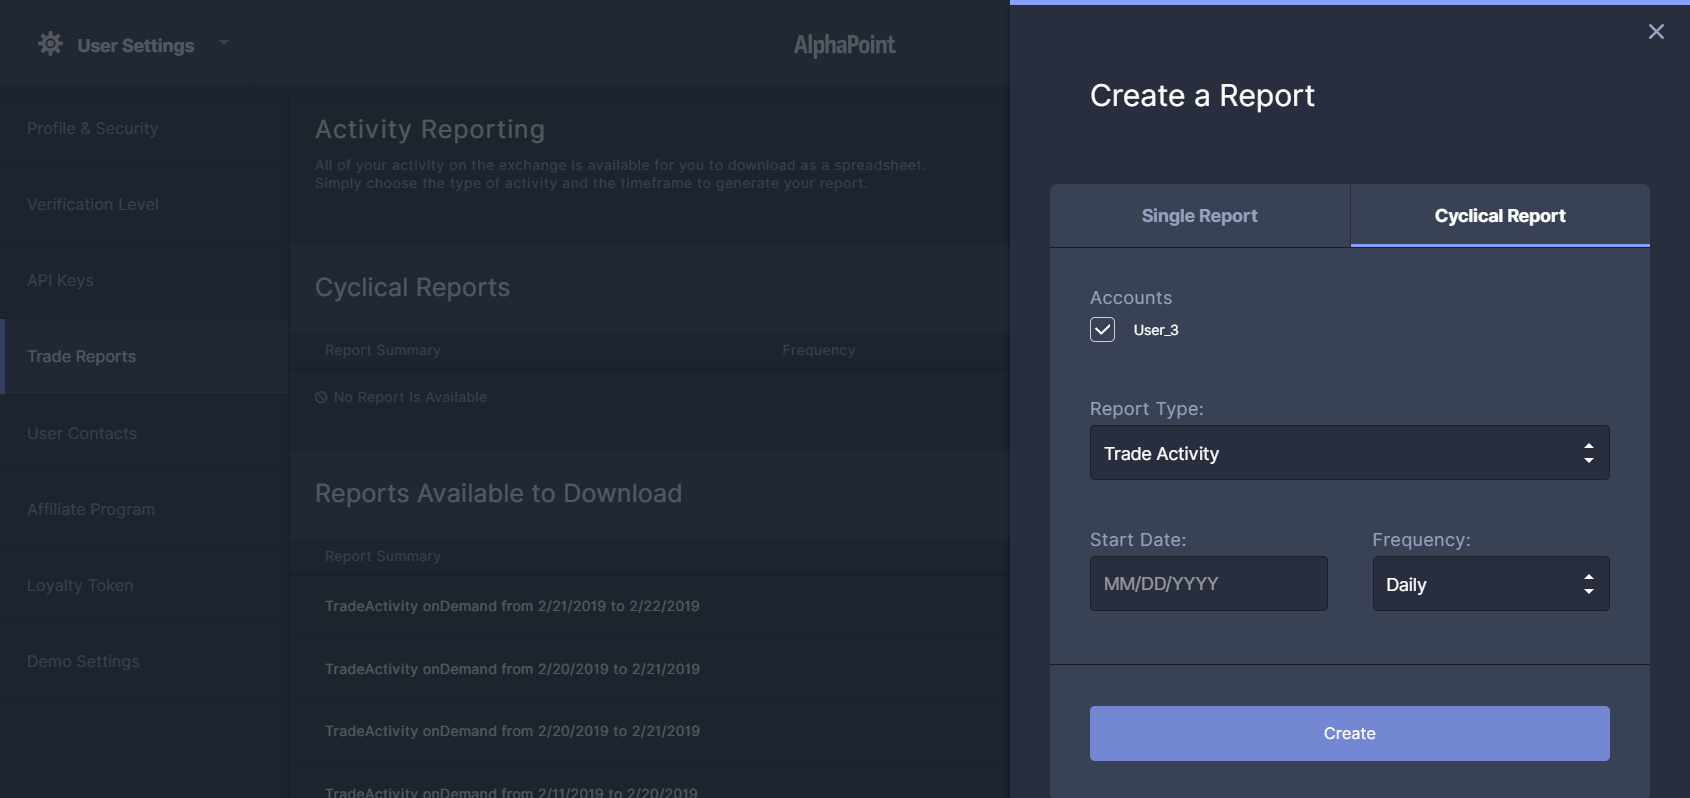 User Settings
AlphaPoint
Profile & Security
Verification Level
API Keys
Trade Reports
User Contacts
Affiliate Program
Loyalty Token
Demo Settings
Activity Reporting
All of your activity on the exchange is available for you to download as a spreadsheet.
Simply choose the type of activity and the timeframe to generate your report.
Cyclical Reports
Report Summary Frequency
No Report Is Available
Reports Available to Download
Report Summary
TradeActivity onDemand from 2/21/2019 to 2/22/2019
TradeActivity onDemand from 2/20/2019 to 2/21/2019
TradeActivity onDemand from 2/20/2019 to 2/21/2019
TradeActivity onDemand from 2/11/2019 to 2/20/2019
Create a Report
Single Report Cyclical Report
Accounts
User_3
Report Type:
Trade Activity
Start Date: Frequency:
MM/DD/YYYY Daily
Create